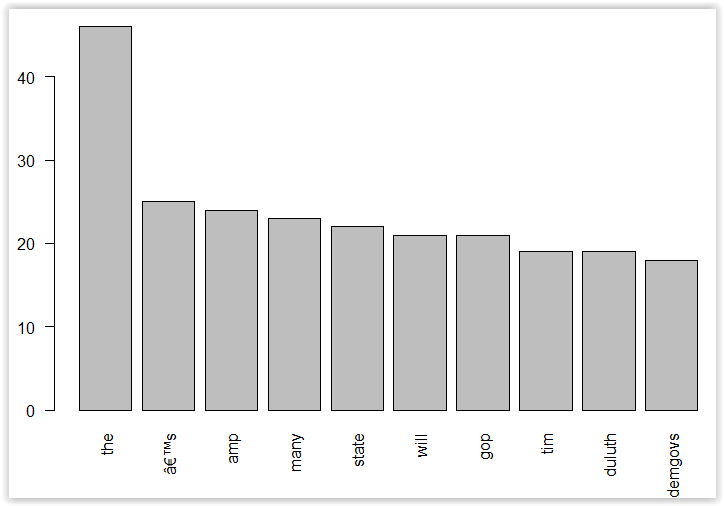 40
30
20
10
0
the
â€™s
amp
many
state
will
gop
tim
duluth
demgovs